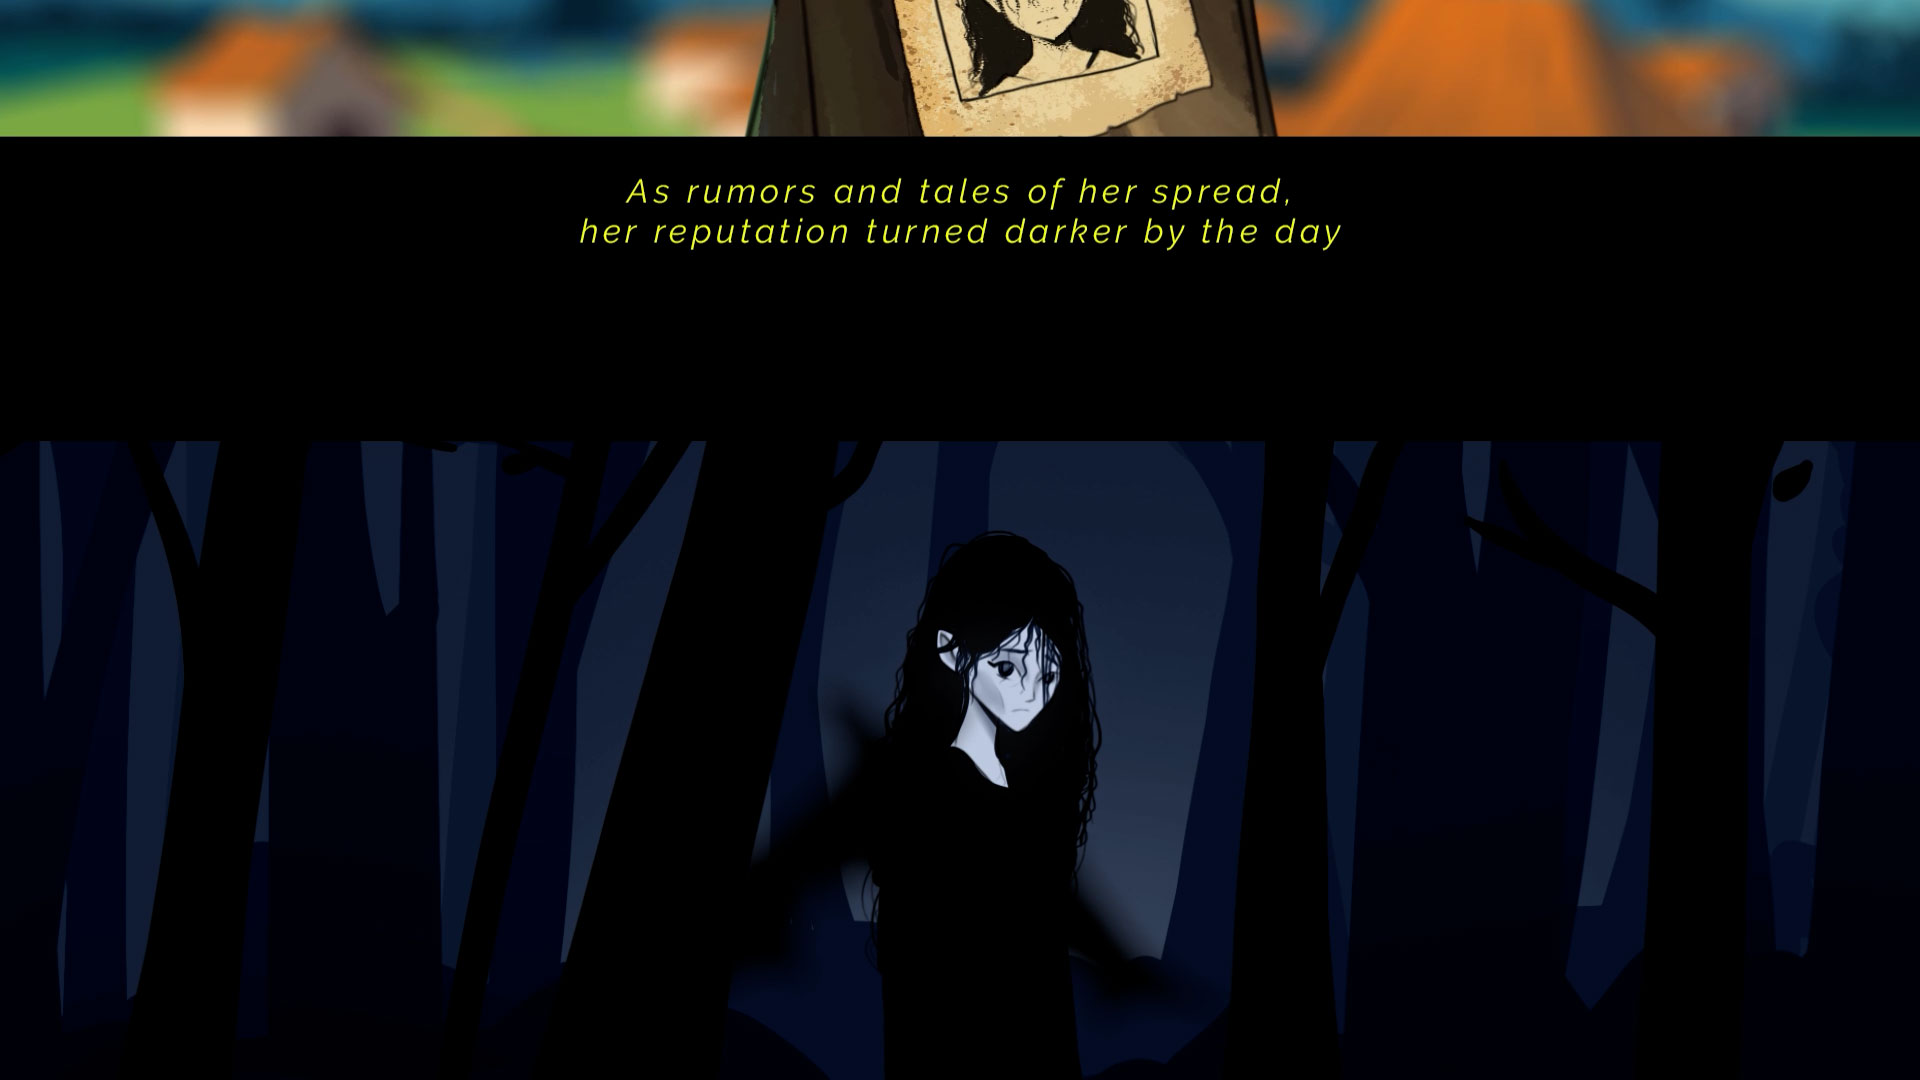 As rumors and tales of her spread,
her reputation turned darker by the day